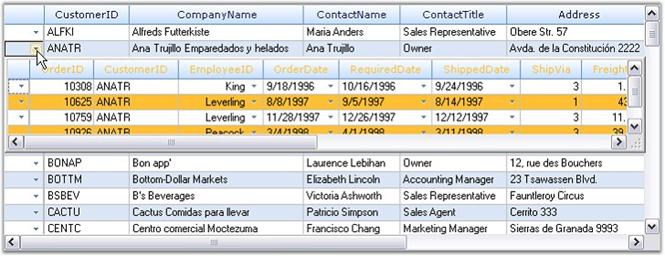 CustomerID CompanyName ContactName ContactTitle Address
ALFKI Alfreds Futterkiste Maria Anders Sales Representative Obere Str. 57
ANATR Ana Trujillo Emparedados y helados Ana Trujillo Owner Avda. de la Constitución 2222
OrderID CustomerID EmployeeID OrderDate RequiredDate ShippedDate ShipVia Freight
10308 ANATR King 9/18/1996 10/16/1996 9/24/1996 3 1.
10625 ANATR Leverling 8/8/1997 9/5/1997 8/14/1997 1 43
10759 ANATR Leverling 11/28/1997 12/26/1997 12/12/1997 3 11.
10926 ANATR Peacock 3/4/1998 4/1/1998 3/11/1998 3 39
BONAP Bon app' Laurence Lebihan Owner 12, rue des Bouchers
BOTTM Bottom-Dollar Markets Elizabeth Lincoln Accounting Manager 23 Tsawassen Blvd.
BSBEV B's Beverages Victoria Ashworth Sales Representative Fauntleroy Circus
CACTU Cactus Comidas para llevar Patricio Simpson Sales Agent Cerrito 333
CENTC Centro comercial Moctezuma Francisco Chang Marketing Manager Sierras de Granada 9993